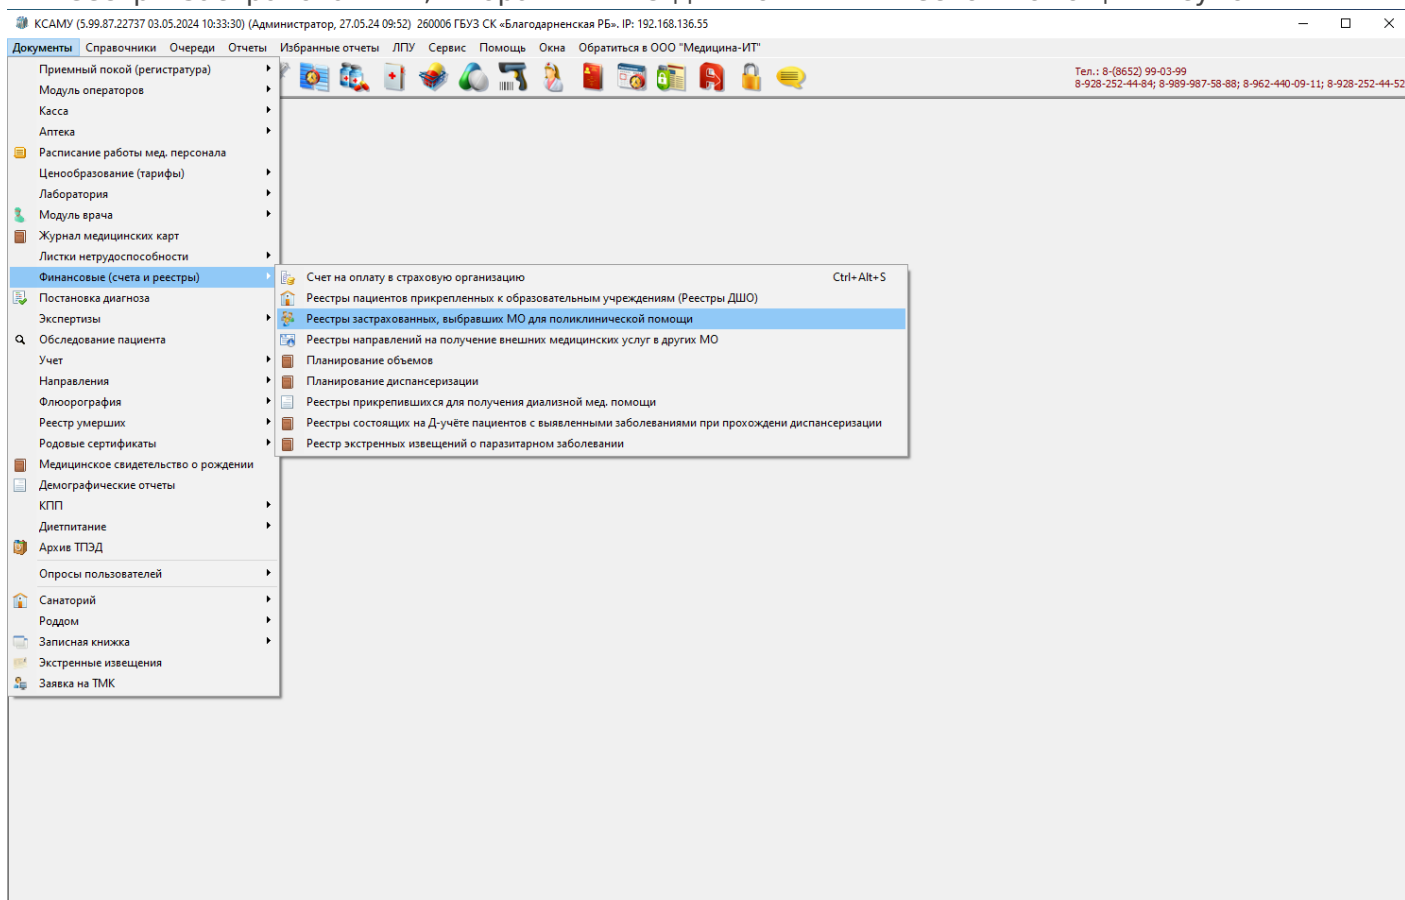 КСАМУ (5.99.87.22737 03.05.2024 10:33:30) (Администратор, 27.05.24 09:52) 260006 ГБУЗ СК «Благодарненская РБ». IP: 192.168.136.55
Документы Справочники Очереди Отчеты Избранные отчеты ЛПУ Сервис Помощь Окна Обратиться в ООО "Медицина-ИТ"
Тел.: 8-(8652) 99-03-99
8-928-252-44-84; 8-989-987-58-88; 8-962-440-09-11; 8-928-252-44-52
Приемный покой (регистратура)
Модуль операторов
Касса
Аптека
Расписание работы мед. персонала
Ценообразование (тарифы)
Лаборатория
Модуль врача
Журнал медицинских карт
Листки нетрудоспособности
Финансовые (счета и реестры)
Постановка диагноза
Экспертизы
Обследование пациента
Учет
Направления
Флюорография
Реестр умерших
Родовые сертификаты
Медицинское свидетельство о рождении
Демографические отчеты
КПП
Диетпитание
Архив ТПЭД
Опросы пользователей
Санаторий
Роддом
Записная книжка
Экстренные извещения
Заявка на ТМК
Счет на оплату в страховую организацию Ctrl+Alt+S
Реестры пациентов прикрепленных к образовательным учреждениям (Реестры ДШО)
Реестры застрахованных, выбравших МО для поликлинической помощи
Реестры направлений на получение внешних медицинских услуг в других МО
Планирование объемов
Планирование диспансеризации
Реестры прикрепившихся для получения диализной мед. помощи
Реестры состоящих на Д-учёте пациентов с выявленными заболеваниями при прохождени диспансеризации
Реестр экстренных извещений о паразитарном заболевании